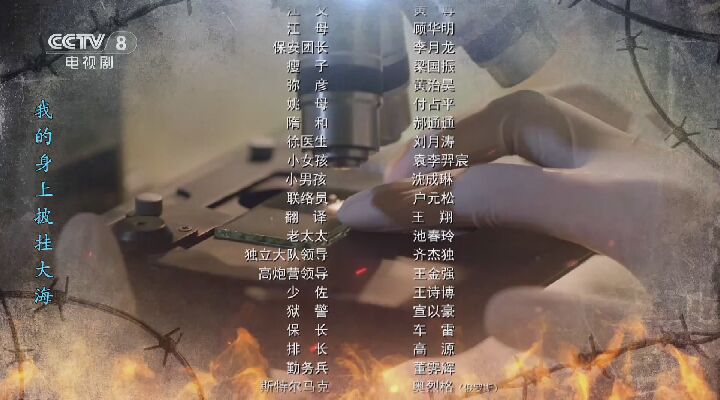 CCTV 8
电视剧
我的身上披挂大海
江 母 顾华明
保安团长 李月龙
瘦 子 梁国振
弥 彦 黄治昊
姚 母 付占平
隋 和 郝通通
徐医生 刘月涛
小女孩 袁李羿宸
小男孩 沈成琳
联络员 户元松
翻 译 王 翔
老太太 池春玲
独立大队领导 齐杰独
高炮营领导 王金强
少 佐 王诗博
狱 警 宣以豪
保 长 车 雷
排 长 高 源
勤务兵 董霁辉
斯特尔马克 奥烈格